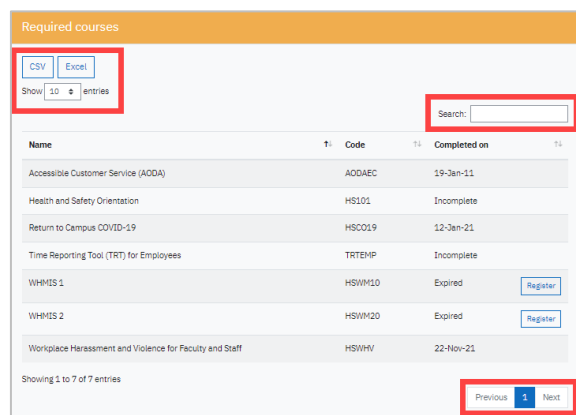 Required courses
CSV Excel
Show 10 entries
Search:
Name Code Completed on
Accessible Customer Service (AODA) AODAEC 19-Jan-11
Health and Safety Orientation HS101 Incomplete
Return to Campus COVID-19 HSCO19 12-Jan-21
Time Reporting Tool (TRT) for Employees TRTEMP Incomplete
WHMIS 1 HSWM10 Expired Register
WHMIS 2 HSWM20 Expired Register
Workplace Harassment and Violence for Faculty and Staff HSWHV 22-Nov-21
Showing 1 to 7 of 7 entries
Previous 1 Next